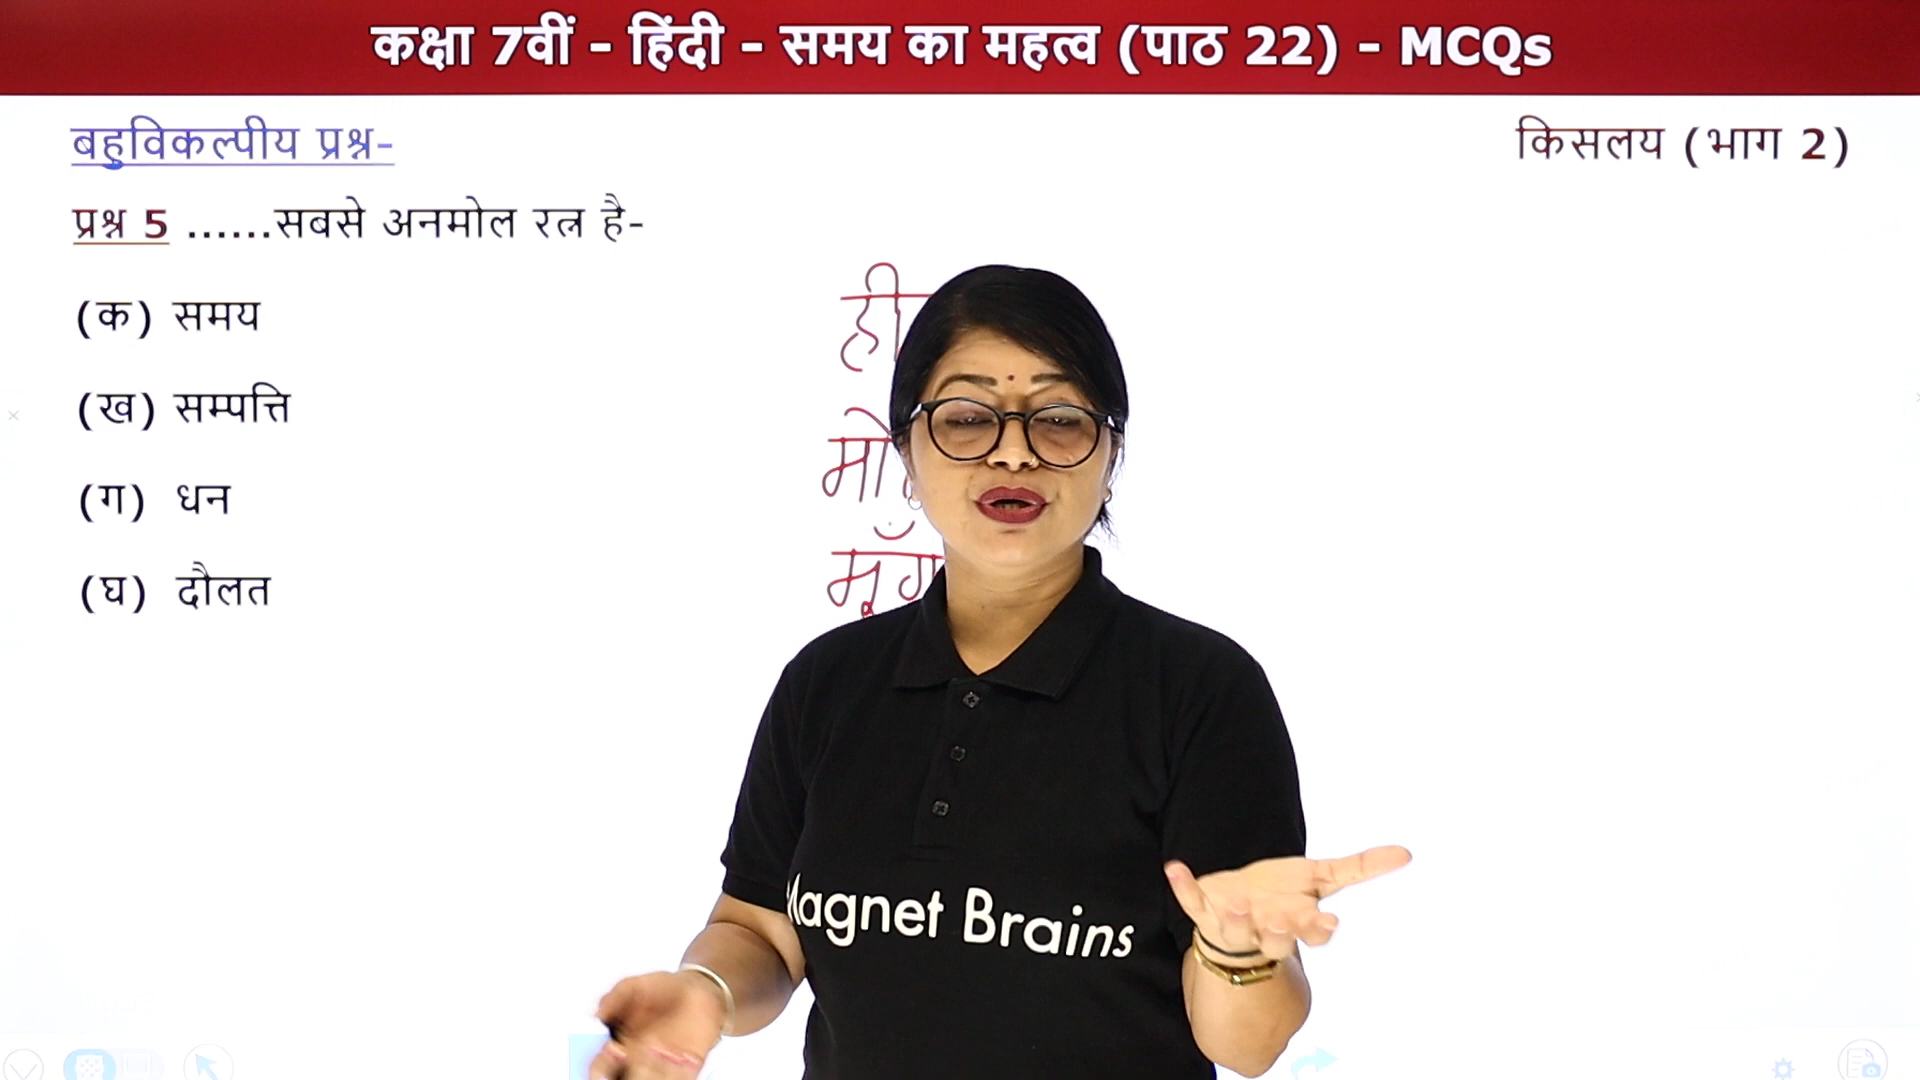 कक्षा 7वीं - हिंदी - समय का महत्व (पाठ 22) - MCQs
बहुविकल्पीय प्रश्न-
किसलय (भाग 2)
प्रश्न 5 ......सबसे अनमोल रत्न है-
(क) समय
(ख) सम्पत्ति
(ग) धन
(घ) दौलत
Magnet Brains